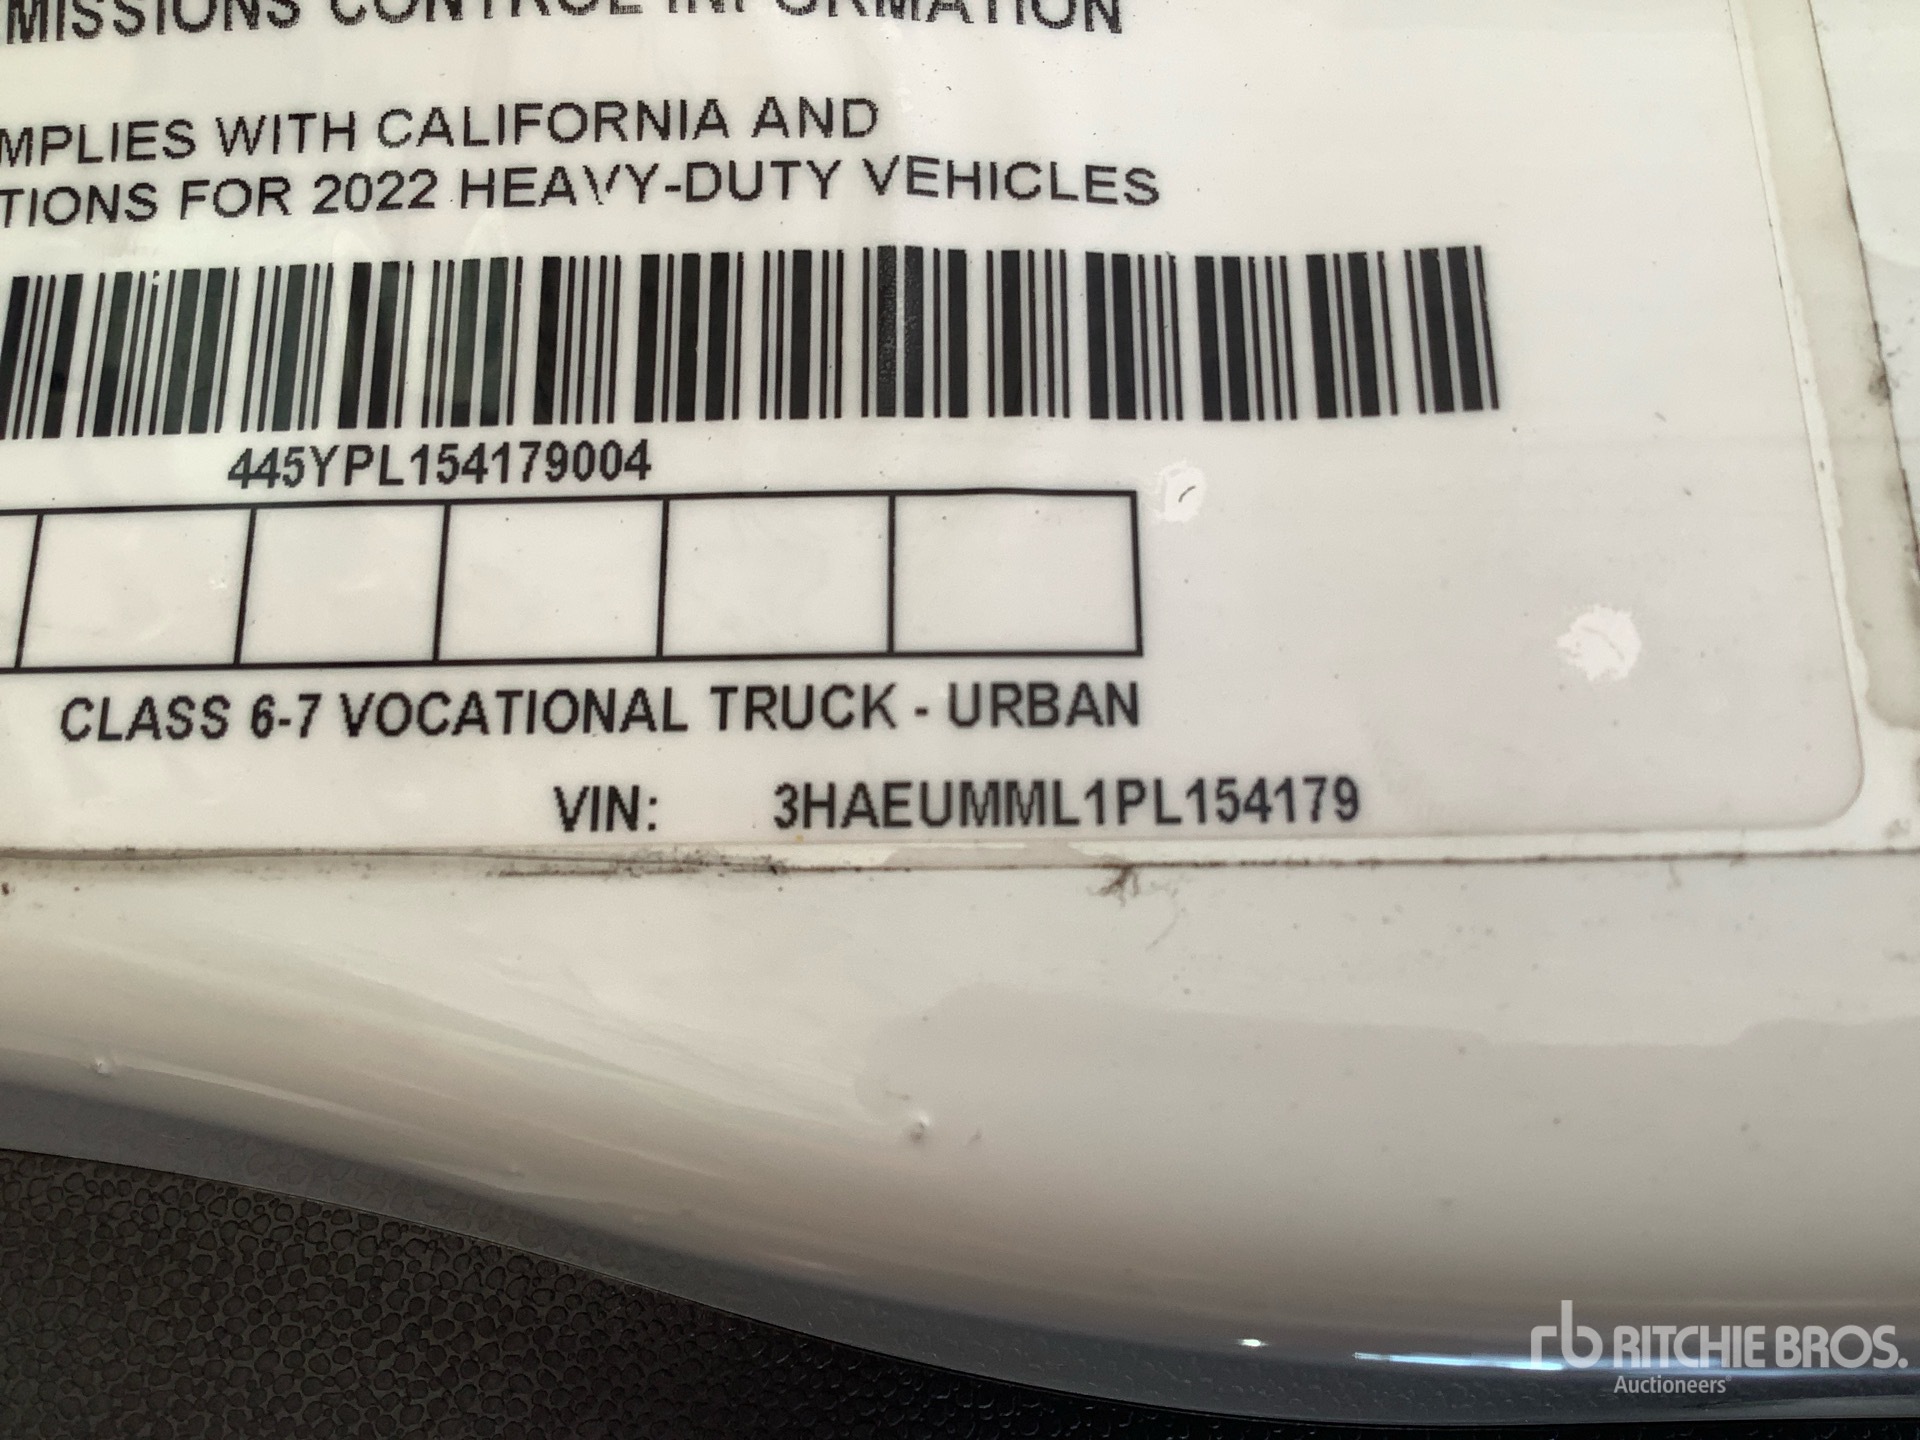 MISSIONS CONTROL INFORMATION
MPLIES WITH CALIFORNIA AND
TIONS FOR 2022 HEAVY-DUTY VEHICLES
445YPL154179004
CLASS 6-7 VOCATIONAL TRUCK - URBAN
VIN: 3HAEUMML1PL154179
rb RITCHIE BROS.
Auctioneers